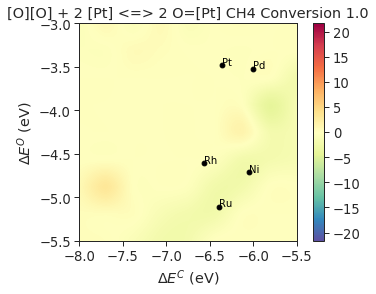 [O][O] + 2 [Pt] <=> 2 O=[Pt] CH4 Conversion 1.0
−3.0
−3.5
−4.0
−4.5
−5.0
−5.5
ΔE^O (eV)
Pt
Pd
Rh
Ni
Ru
−8.0 −7.5 −7.0 −6.5 −6.0 −5.5
ΔE^C (eV)
20
15
10
5
0
−5
−10
−15
−20